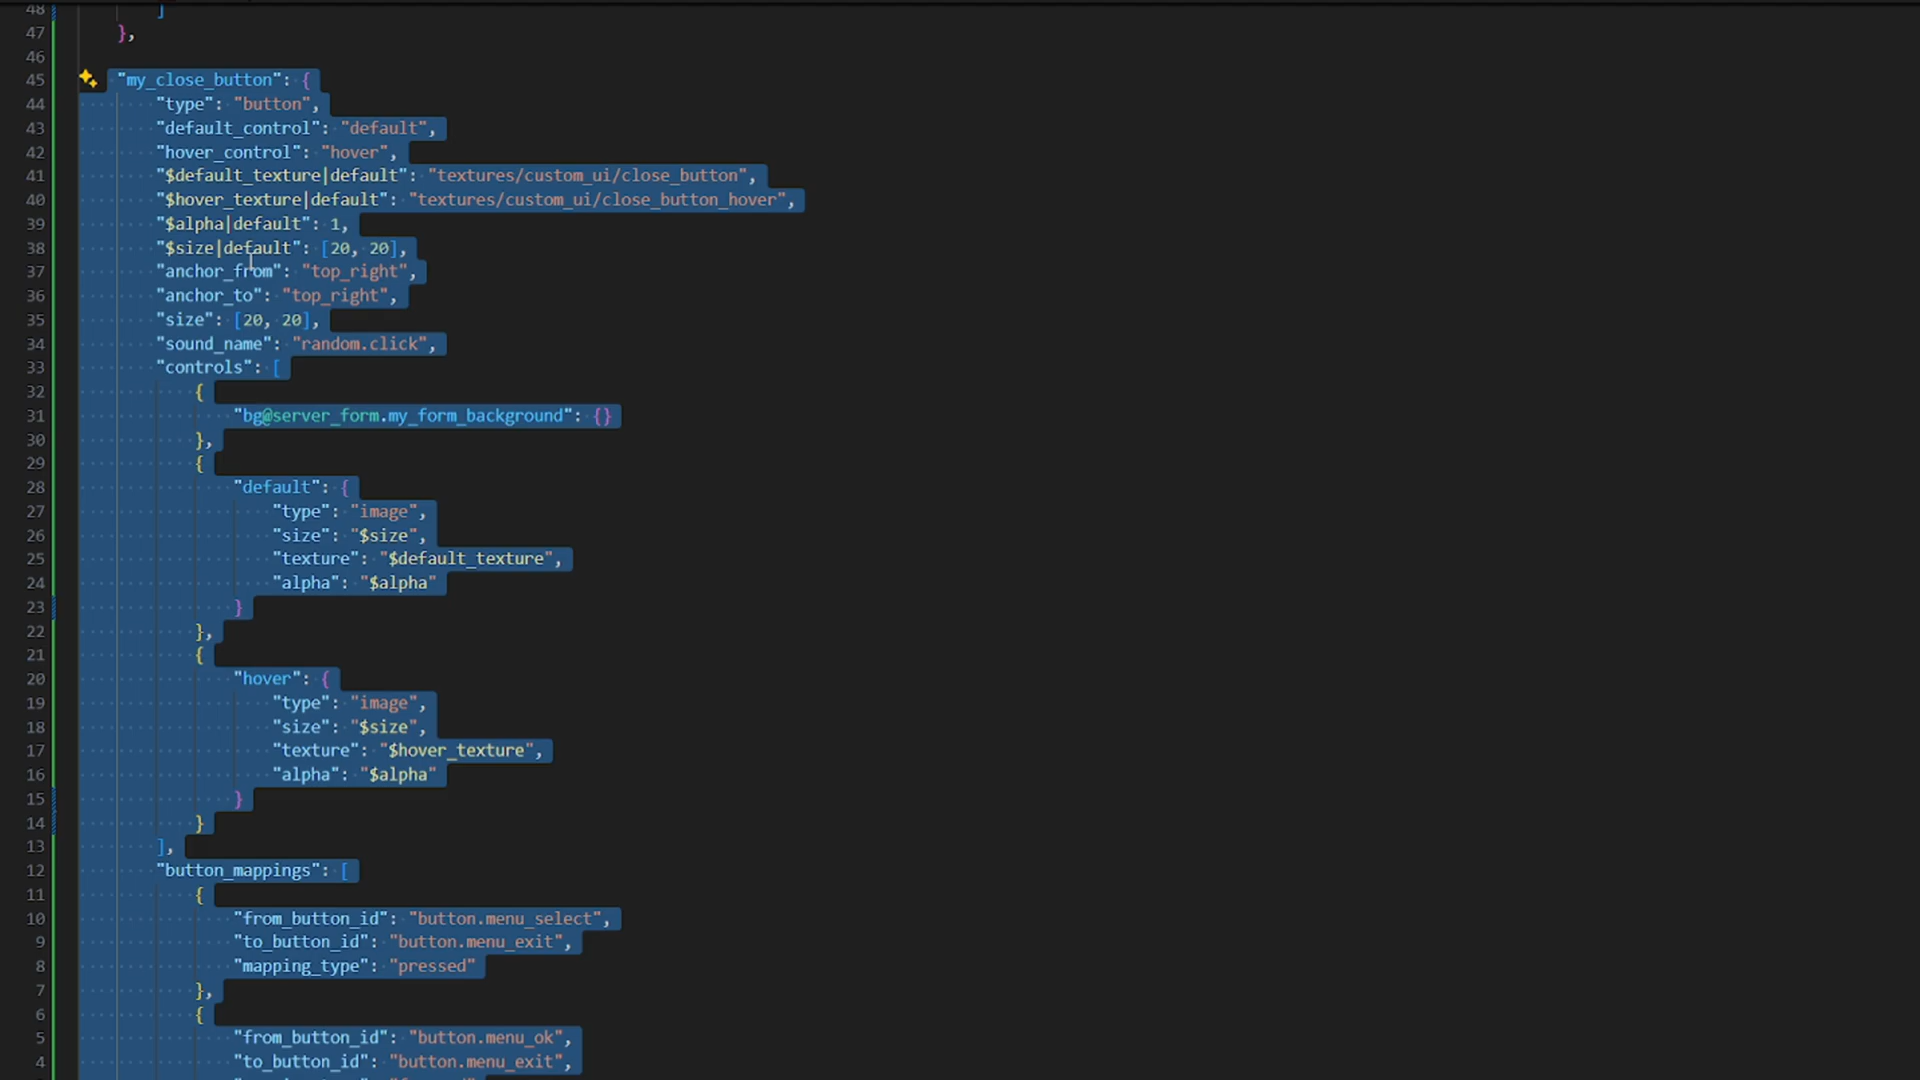 48 ]
47 },
46
45 "my_close_button": {
44 "type": "button",
43 "default_control": "default",
42 "hover_control": "hover",
41 "$default_texture|default": "textures/custom_ui/close_button",
40 "$hover_texture|default": "textures/custom_ui/close_button_hover",
39 "$alpha|default": 1,
38 "$size|default": [20, 20],
37 "anchor_from": "top_right",
36 "anchor_to": "top_right",
35 "size": [20, 20],
34 "sound_name": "random.click",
33 "controls": [
32 {
31 "bg@server_form.my_form_background": {}
30 },
29 {
28 "default": {
27 "type": "image",
26 "size": "$size",
25 "texture": "$default_texture",
24 "alpha": "$alpha"
23 }
22 },
21 {
20 "hover": {
19 "type": "image",
18 "size": "$size",
17 "texture": "$hover_texture",
16 "alpha": "$alpha"
15 }
14 }
13 ],
12 "button_mappings": [
11 {
10 "from_button_id": "button.menu_select",
9 "to_button_id": "button.menu_exit",
8 "mapping_type": "pressed"
7 },
6 {
5 "from_button_id": "button.menu_ok",
4 "to_button_id": "button.menu_exit",